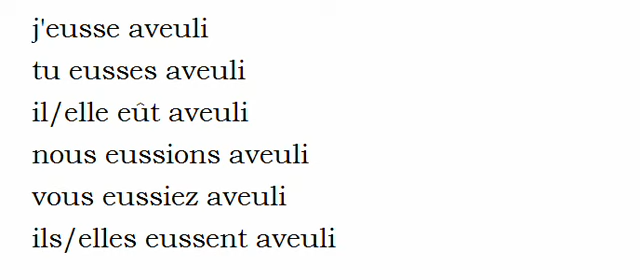 j'eusse aveuli
tu eusses aveuli
il/elle eût aveuli
nous eussions aveuli
vous eussiez aveuli
ils/elles eussent aveuli